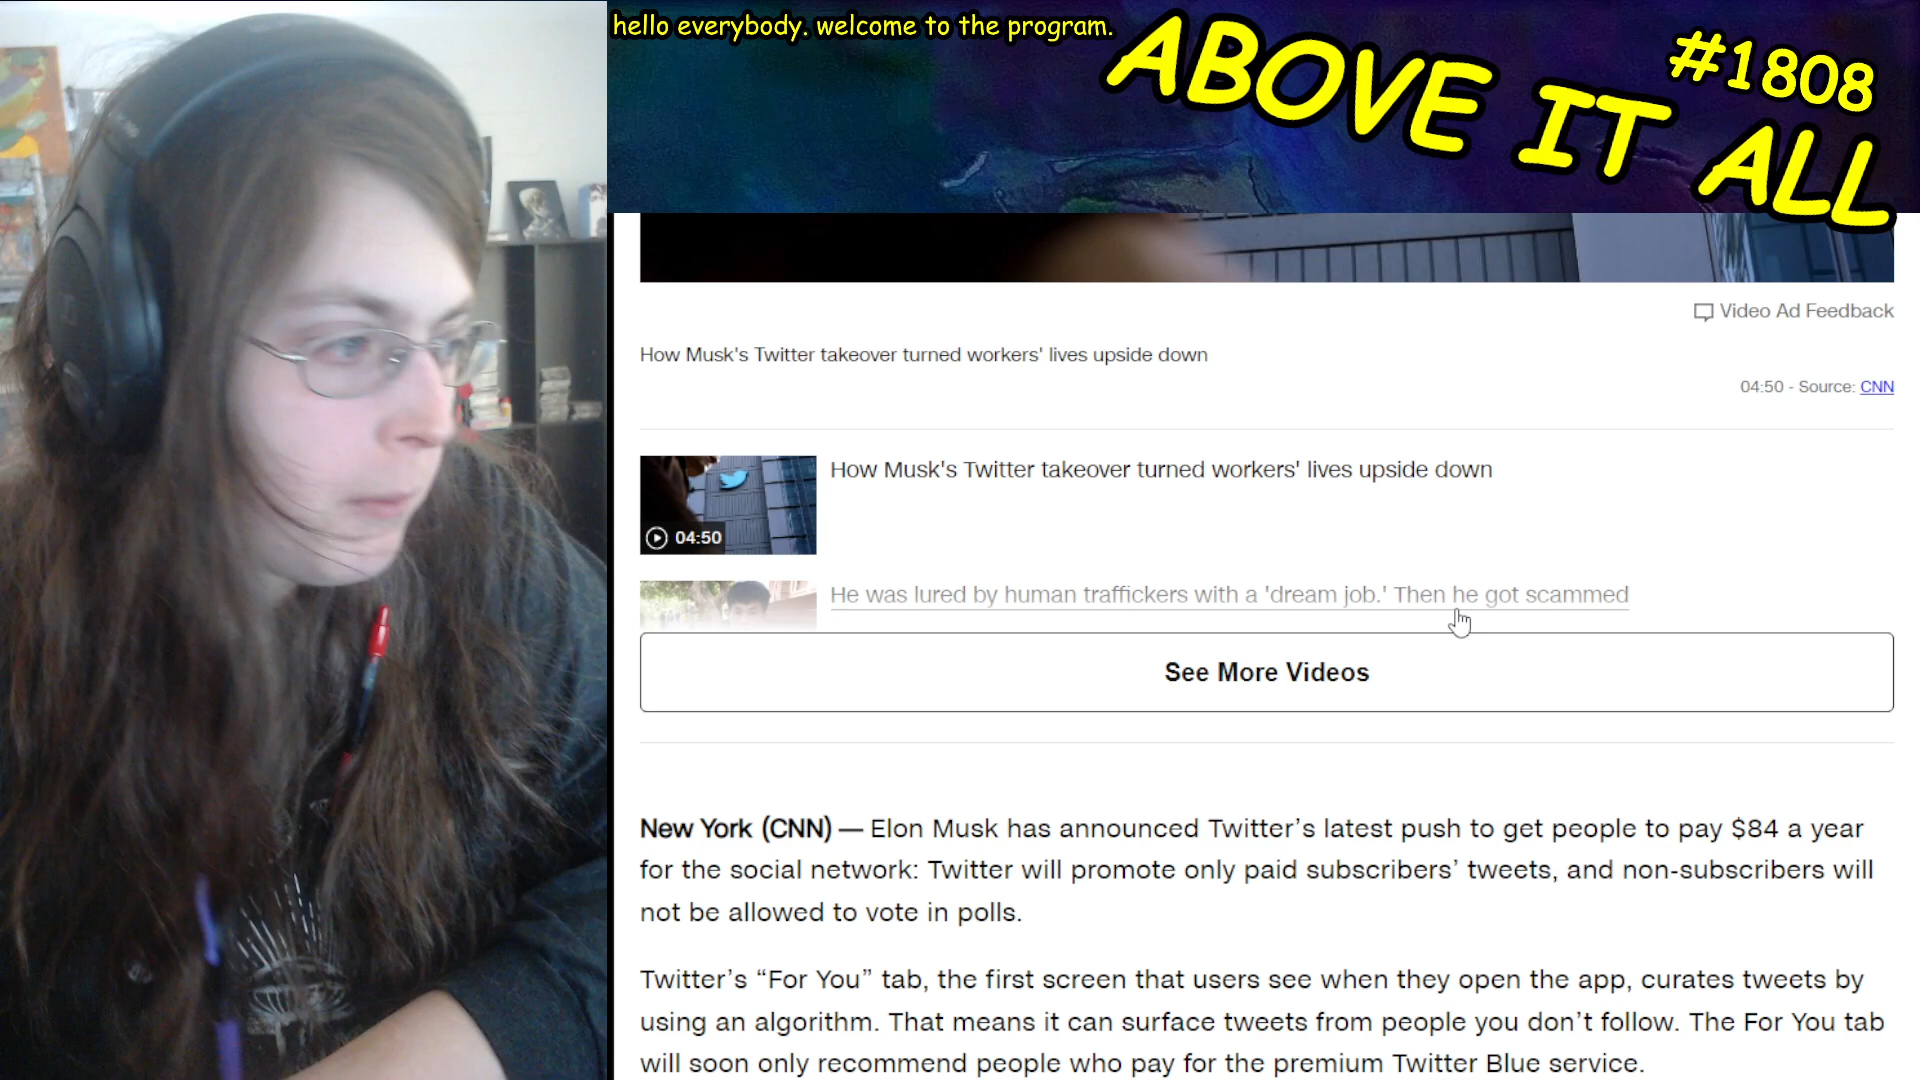 hello everybody. welcome to the program.
ABOVE IT ALL
#1808
Video Ad Feedback
How Musk's Twitter takeover turned workers' lives upside down
04:50 - Source: CNN
How Musk's Twitter takeover turned workers' lives upside down
04:50
He was lured by human traffickers with a 'dream job.' Then he got scammed
See More Videos
New York (CNN) — Elon Musk has announced Twitter’s latest push to get people to pay $84 a year
for the social network: Twitter will promote only paid subscribers’ tweets, and non-subscribers will
not be allowed to vote in polls.
Twitter’s “For You” tab, the first screen that users see when they open the app, curates tweets by
using an algorithm. That means it can surface tweets from people you don’t follow. The For You tab
will soon only recommend people who pay for the premium Twitter Blue service.